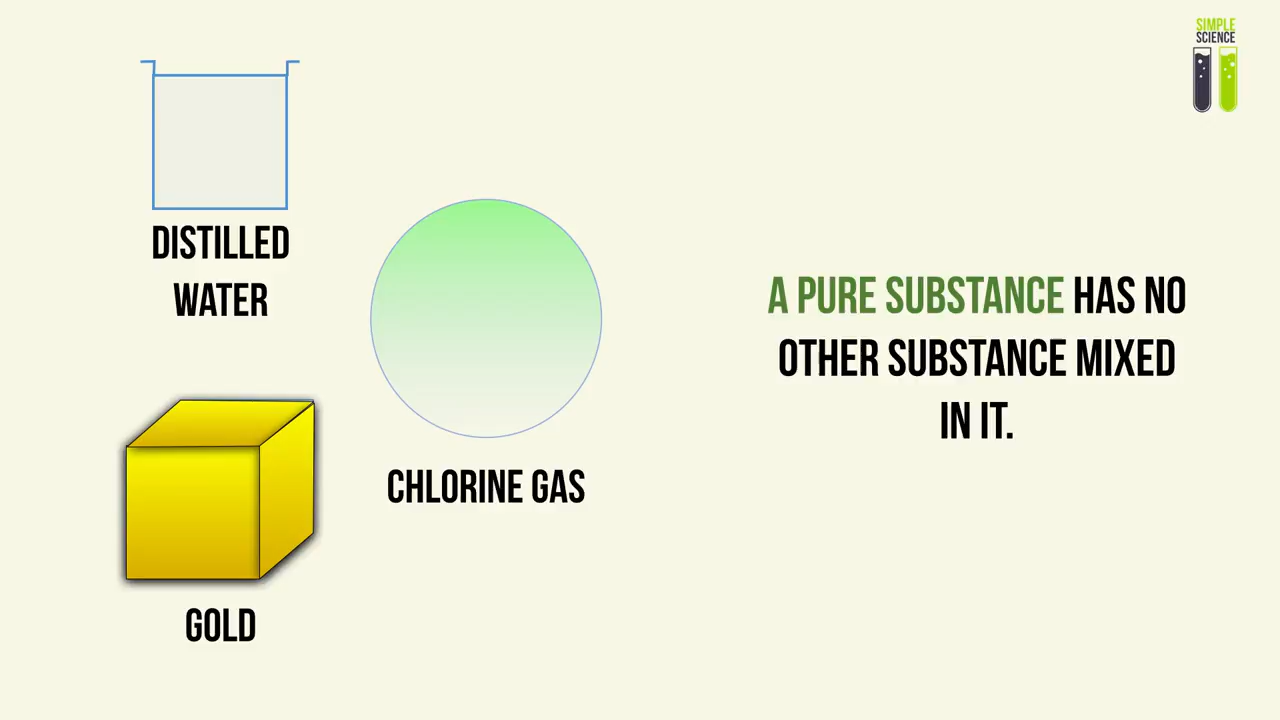 SIMPLE
SCIENCE
DISTILLED
WATER
CHLORINE GAS
GOLD
A PURE SUBSTANCE HAS NO
OTHER SUBSTANCE MIXED
IN IT.